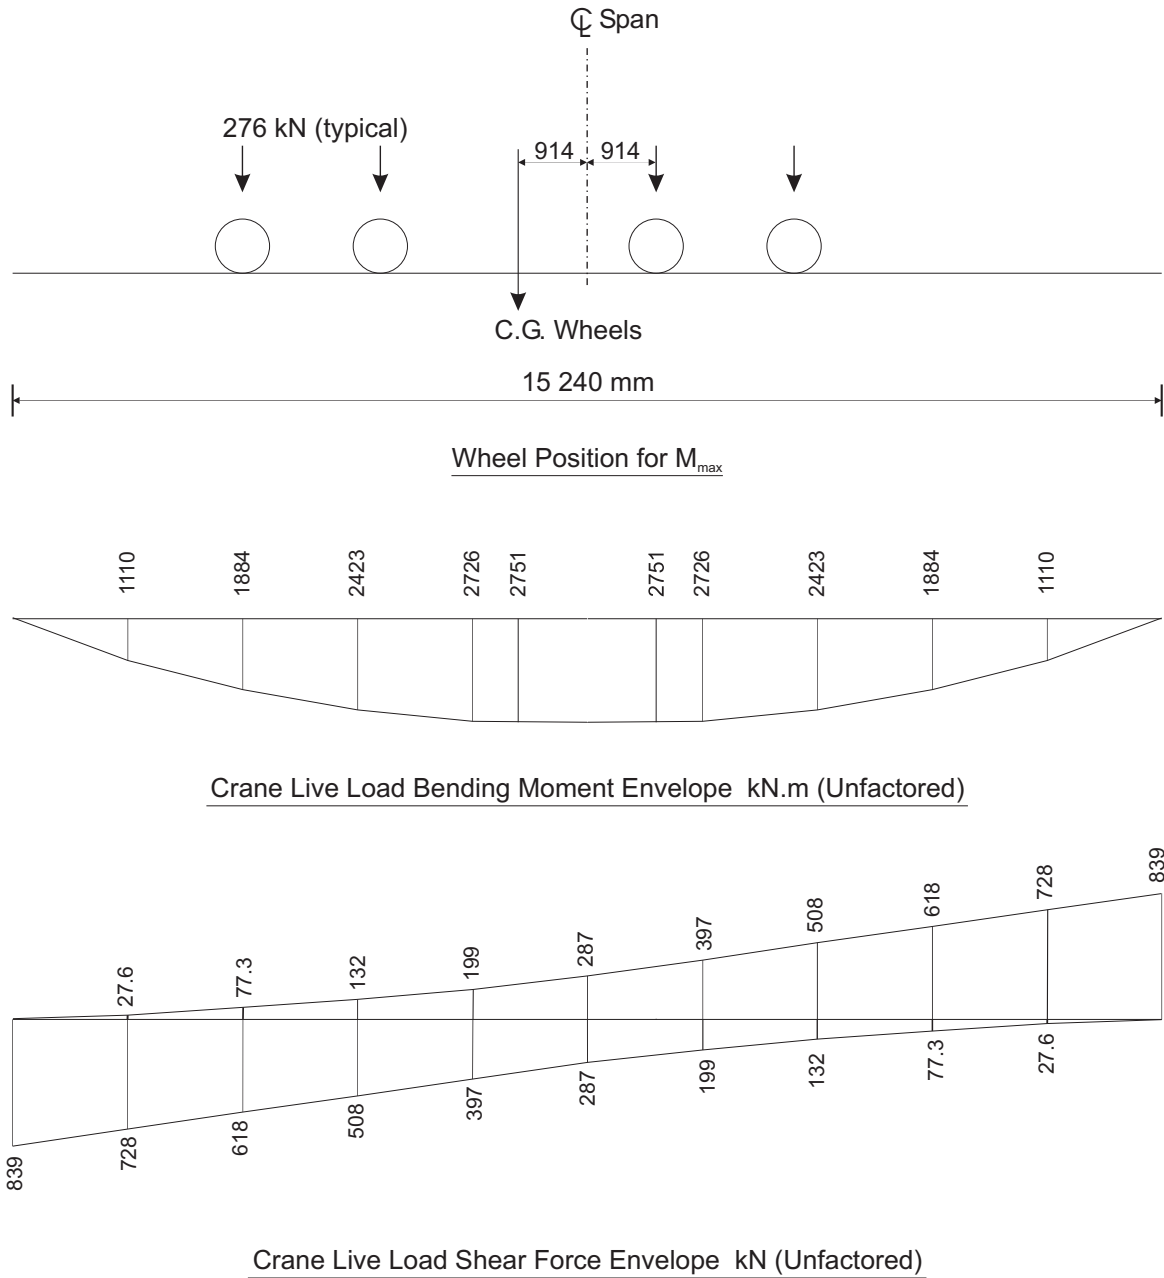 ℄ Span
276 kN (typical)
914 914
C.G. Wheels
15 240 mm
Wheel Position for Mmax
1110 1884 2423 2726 2751 2751 2726 2423 1884 1110
Crane Live Load Bending Moment Envelope kN.m (Unfactored)
27.6 77.3 132 199 287 397 508 618 728 839
839 728 618 508 397 287 199 132 77.3 27.6
Crane Live Load Shear Force Envelope kN (Unfactored)